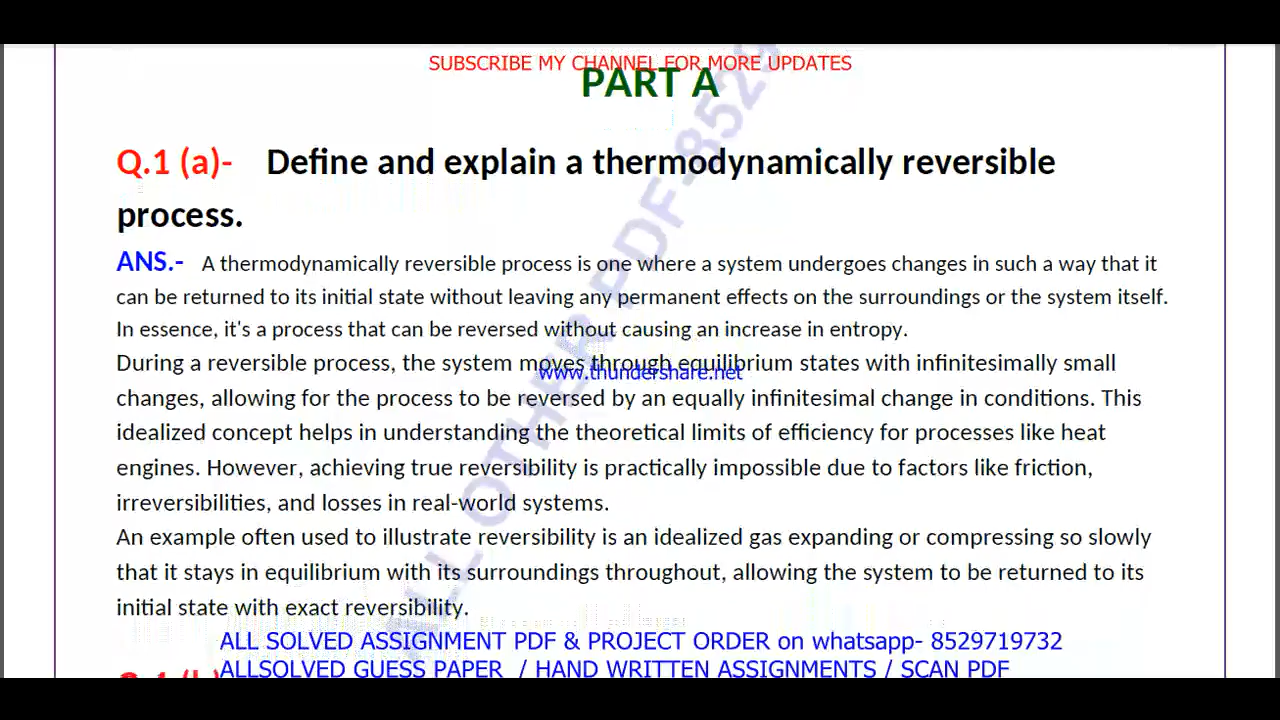 SUBSCRIBE MY CHANNEL FOR MORE UPDATES
PART A
Q.1 (a)- Define and explain a thermodynamically reversible
process.
ANS.- A thermodynamically reversible process is one where a system undergoes changes in such a way that it
can be returned to its initial state without leaving any permanent effects on the surroundings or the system itself.
In essence, it's a process that can be reversed without causing an increase in entropy.
During a reversible process, the system moves through equilibrium states with infinitesimally small
www.thundershare.net
changes, allowing for the process to be reversed by an equally infinitesimal change in conditions. This
idealized concept helps in understanding the theoretical limits of efficiency for processes like heat
engines. However, achieving true reversibility is practically impossible due to factors like friction,
irreversibilities, and losses in real-world systems.
An example often used to illustrate reversibility is an idealized gas expanding or compressing so slowly
that it stays in equilibrium with its surroundings throughout, allowing the system to be returned to its
initial state with exact reversibility.
ALL SOLVED ASSIGNMENT PDF & PROJECT ORDER on whatsapp- 8529719732
ALLSOLVED GUESS PAPER / HAND WRITTEN ASSIGNMENTS / SCAN PDF
ALL OTHER PDF-8529